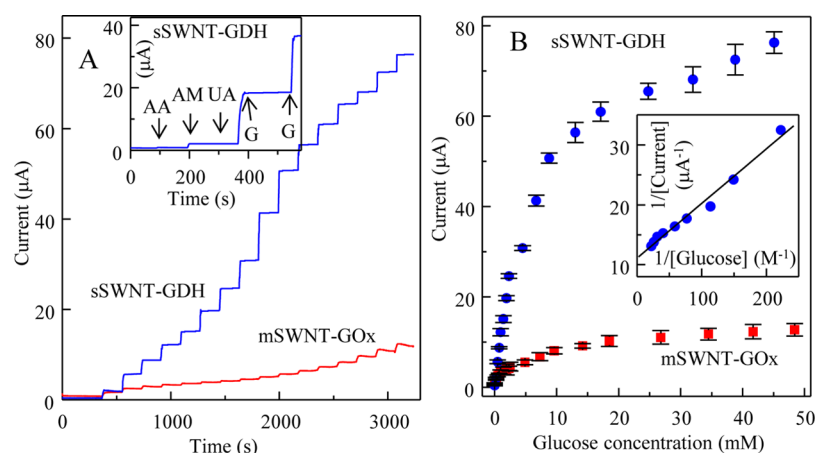 A
80
60
40
20
0
Current (μA)
0
1000
2000
3000
Time (s)
sSWNT-GDH
mSWNT-GOx
sSWNT-GDH
40
20
0
(μA)
AA
AM
UA
G
G
0
200
400
Time (s)
B
80
60
40
20
0
Current (μA)
0
10
20
30
40
50
Glucose concentration (mM)
sSWNT-GDH
mSWNT-GOx
30
20
10
1/[Current]
(μA⁻¹)
1/[Glucose] (M⁻¹)
0
100
200